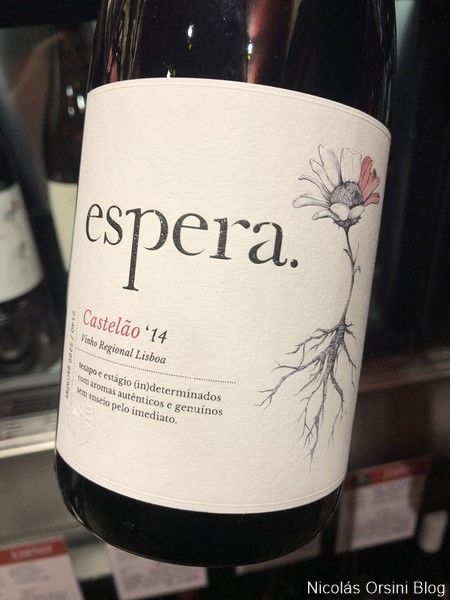 espera.
Castelão ‘14
Vinho Regional Lisboa
tempo e estágio (in)determinados
com aromas autênticos e genuínos
sem anseio pelo imediato.
Nicolás Orsini Blog